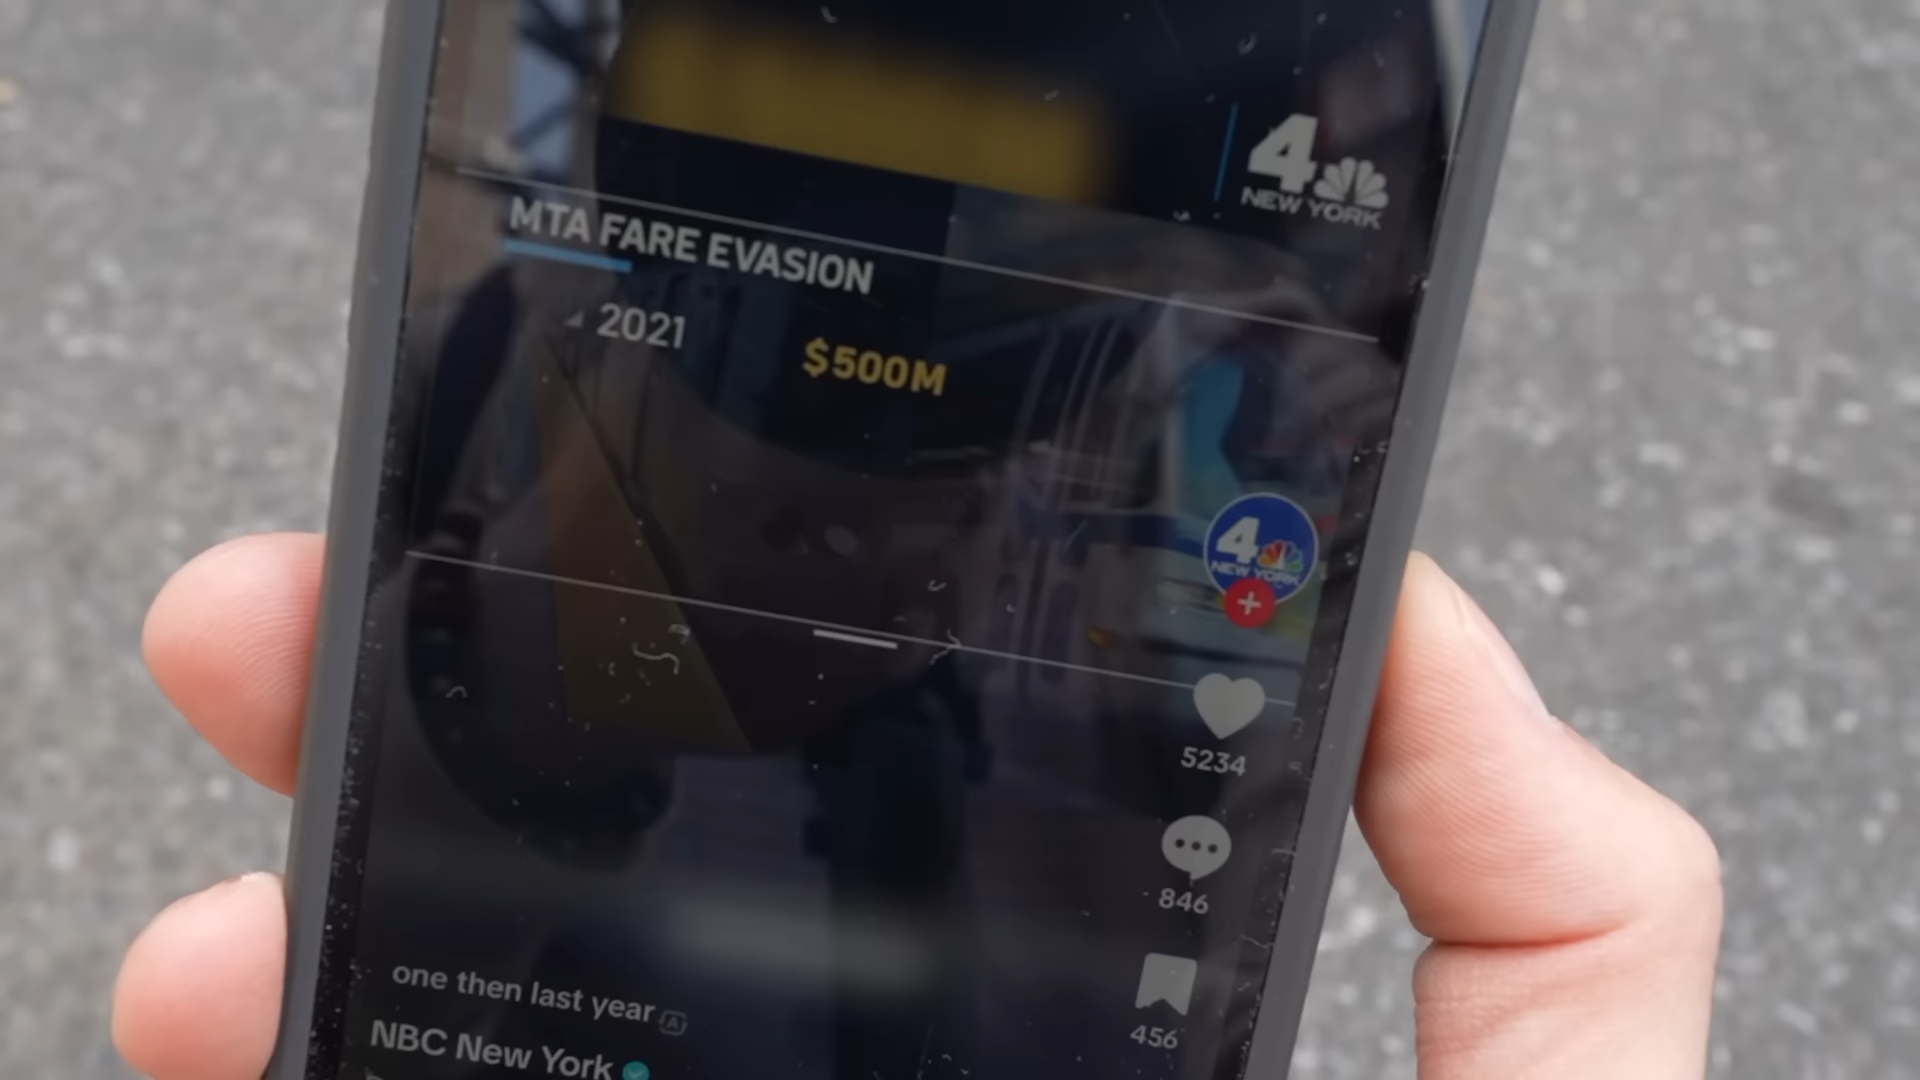 4
NEW YORK
MTA FARE EVASION
2021
$500M
4
NEW YORK
5234
846
456
one then last year
NBC New York